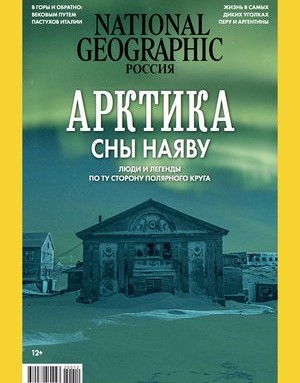 В ГОРЫ И ОБРАТНО:
ВЕКОВЫМ ПУТЕМ
ПАСТУХОВ ИТАЛИИ
ЖИЗНЬ В САМЫХ
ДИКИХ УГОЛКАХ
ПЕРУ И АРГЕНТИНЫ
NATIONAL
GEOGRAPHIC
РОССИЯ
АРКТИКА
СНЫ НАЯВУ
ЛЮДИ И ЛЕГЕНДЫ
ПО ТУ СТОРОНУ ПОЛЯРНОГО КРУГА
12+